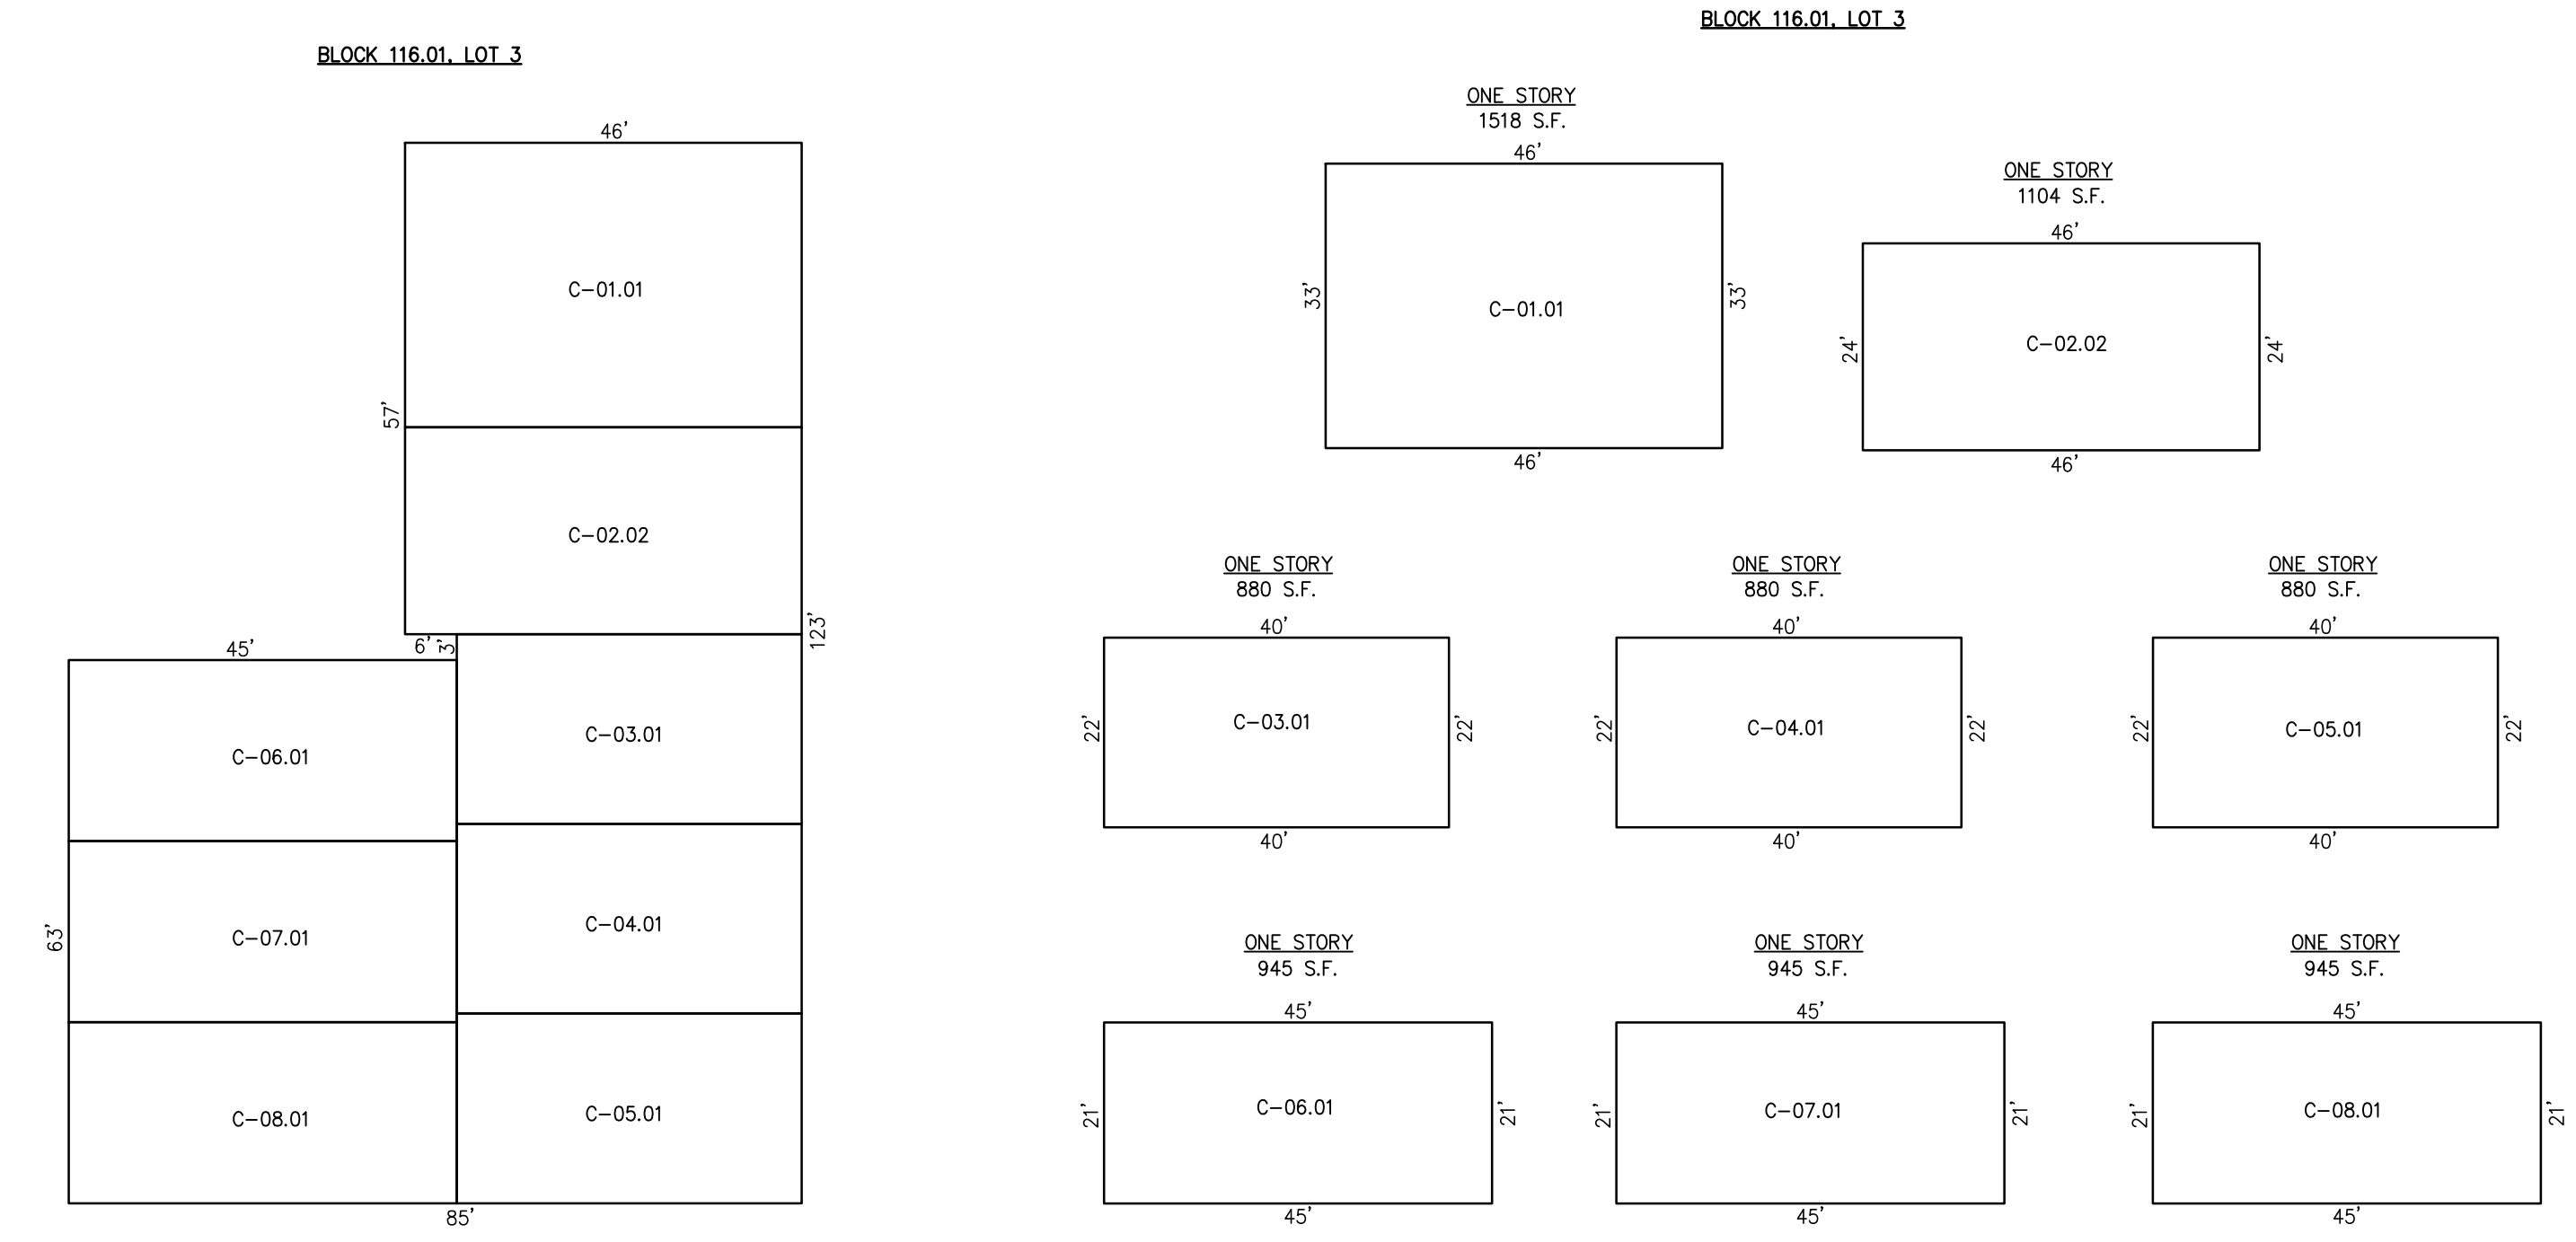 BLOCK 116.01, LOT 3
46'
C-01.01
57'
C-02.02
123'
45'
6'
3'
C-03.01
C-06.01
C-04.01
63'
C-07.01
C-05.01
C-08.01
85'
BLOCK 116.01, LOT 3
ONE STORY
1518 S.F.
46'
33'
C-01.01
33'
46'
ONE STORY
1104 S.F.
46'
24'
C-02.02
24'
46'
ONE STORY
880 S.F.
40'
22'
C-03.01
22'
40'
ONE STORY
880 S.F.
40'
22'
C-04.01
22'
40'
ONE STORY
880 S.F.
40'
22'
C-05.01
22'
40'
ONE STORY
945 S.F.
45'
21'
C-06.01
21'
45'
ONE STORY
945 S.F.
45'
21'
C-07.01
21'
45'
ONE STORY
945 S.F.
45'
21'
C-08.01
21'
45'